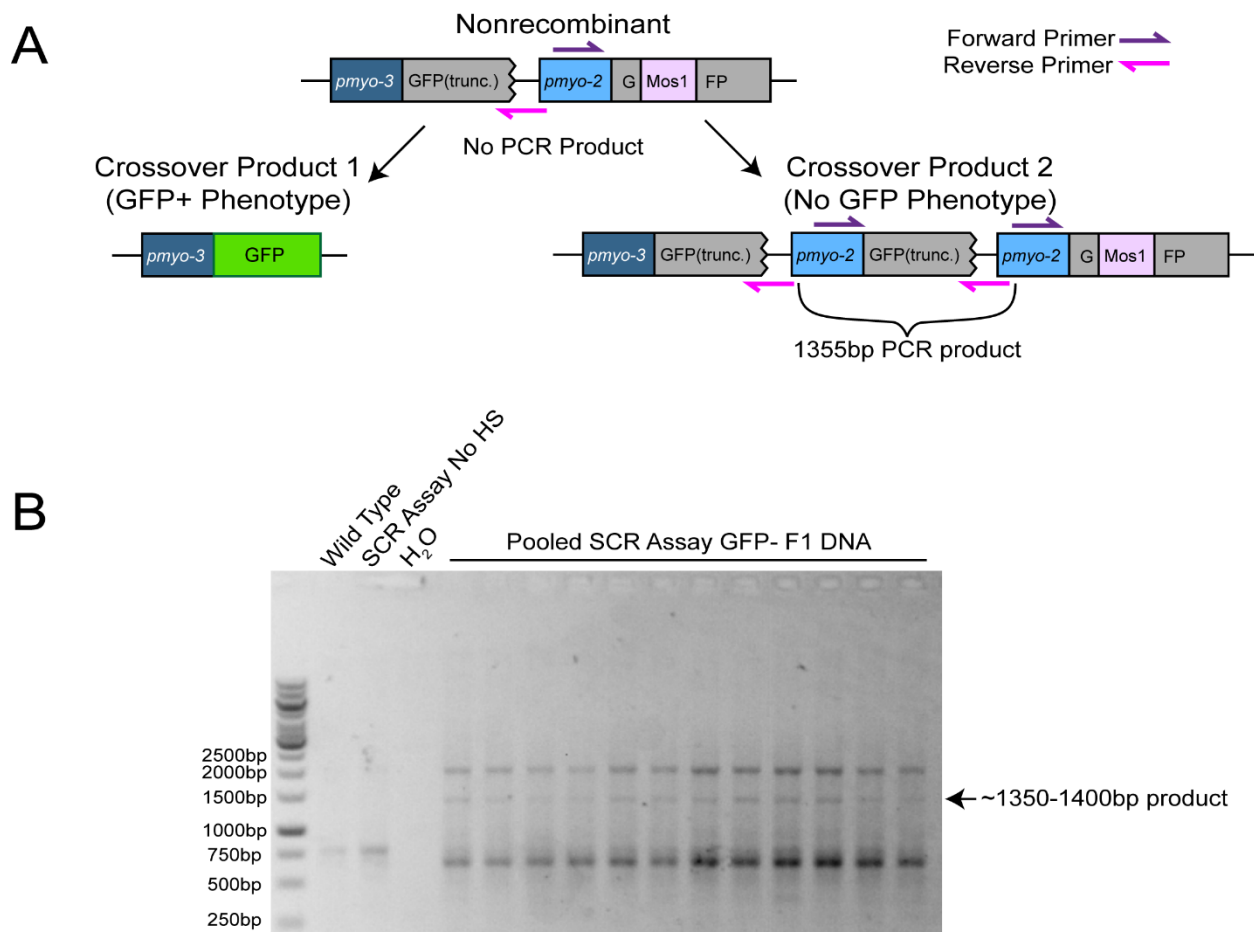 A
Nonrecombinant
Forward Primer
Reverse Primer
pmyo-3 GFP(trunc.) pmyo-2 G Mos1 FP
No PCR Product
Crossover Product 1
(GFP+ Phenotype)
pmyo-3 GFP
Crossover Product 2
(No GFP Phenotype)
pmyo-3 GFP(trunc.) pmyo-2 GFP(trunc.) pmyo-2 G Mos1 FP
1355bp PCR product
B
Wild Type
SCR Assay No HS
H₂O
Pooled SCR Assay GFP- F1 DNA
2500bp
2000bp
1500bp
1000bp
750bp
500bp
250bp
~1350-1400bp product